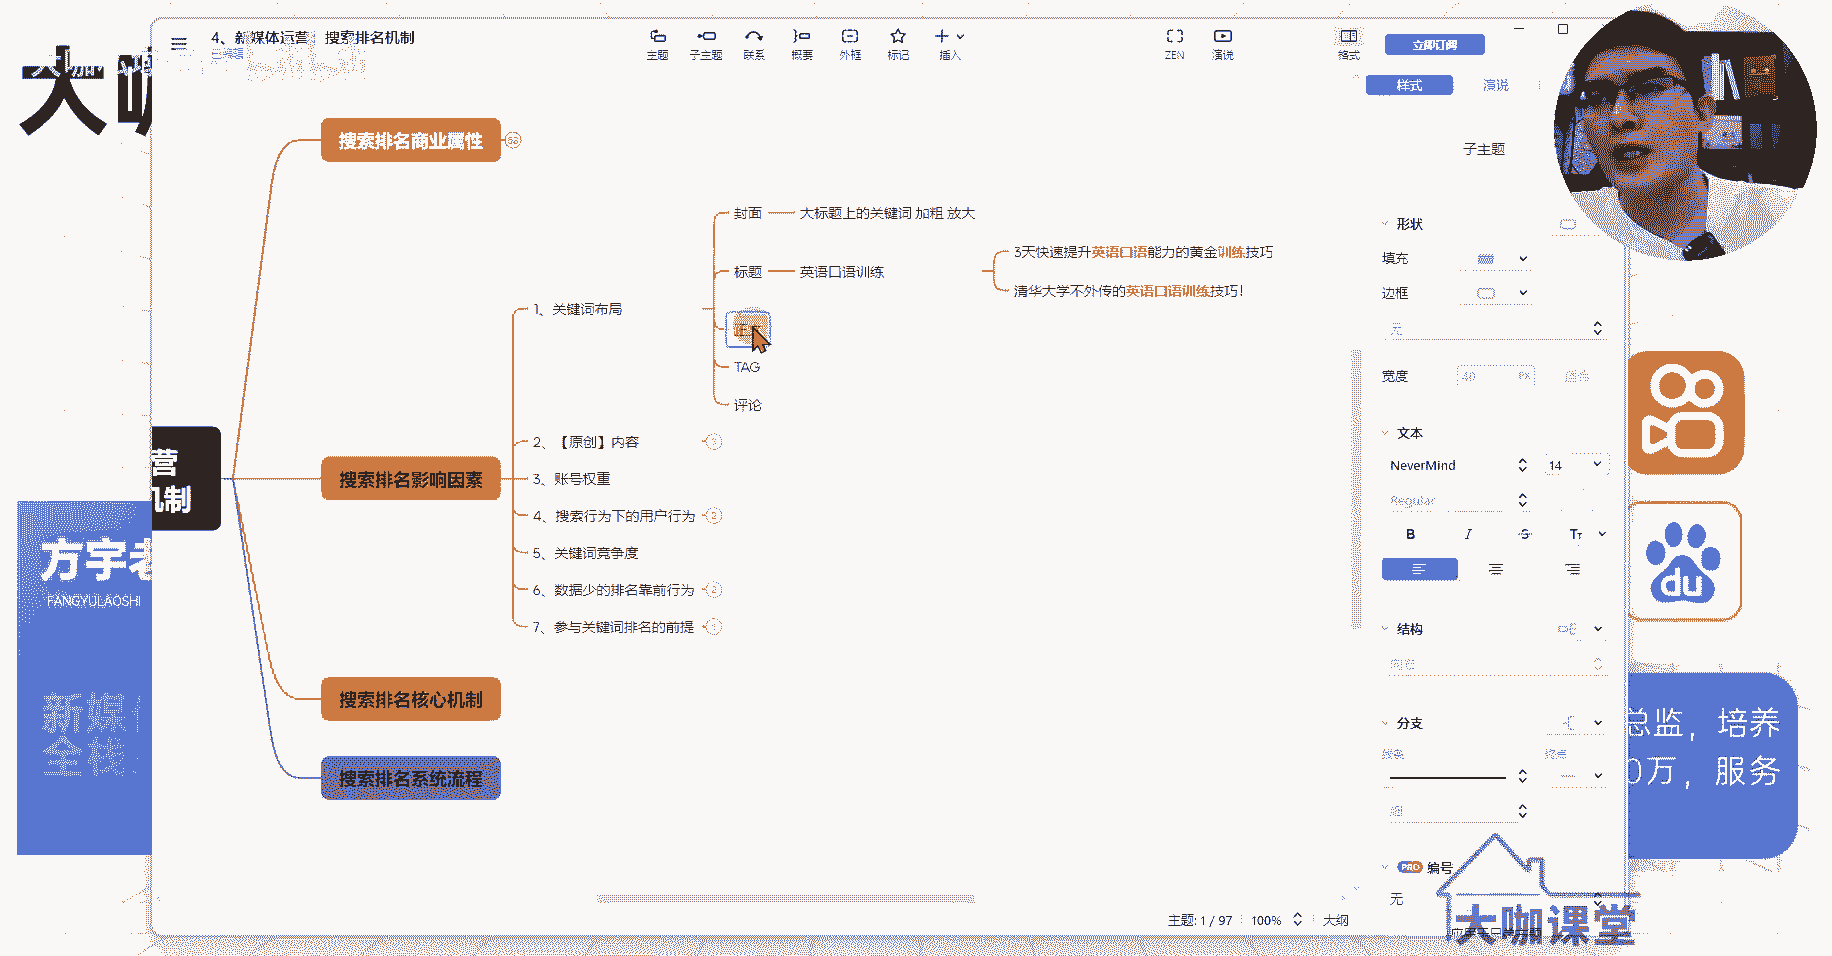 4、新媒体运营 搜索排名机制
已编辑
主题
子主题
联系
概要
外框
标记
插入
ZEN
演说
格式
立即订阅
样式
演说
子主题
形状
填充
边框
无
宽度
40
PX
文本
NeverMind
14
Regular
B
I
S
Tт
结构
分支
线条
终点
细
PRO 编号
无
大咖
营
机制
搜索排名商业属性
搜索排名影响因素
搜索排名核心机制
搜索排名系统流程
1、关键词布局
封面
大标题上的关键词 加粗 放大
标题
英语口语训练
3天快速提升英语口语能力的黄金训练技巧
清华大学不外传的英语口语训练技巧!
TAG
评论
2、【原创】内容
3、账号权重
4、搜索行为下的用户行为
5、关键词竞争度
6、数据少的排名靠前行为
7、参与关键词排名的前提
方宇老
FANGYULAOSHI
新媒体
全栈
du
总监，培养
0万，服务
主题: 1 / 97
100%
大纲
大咖课堂